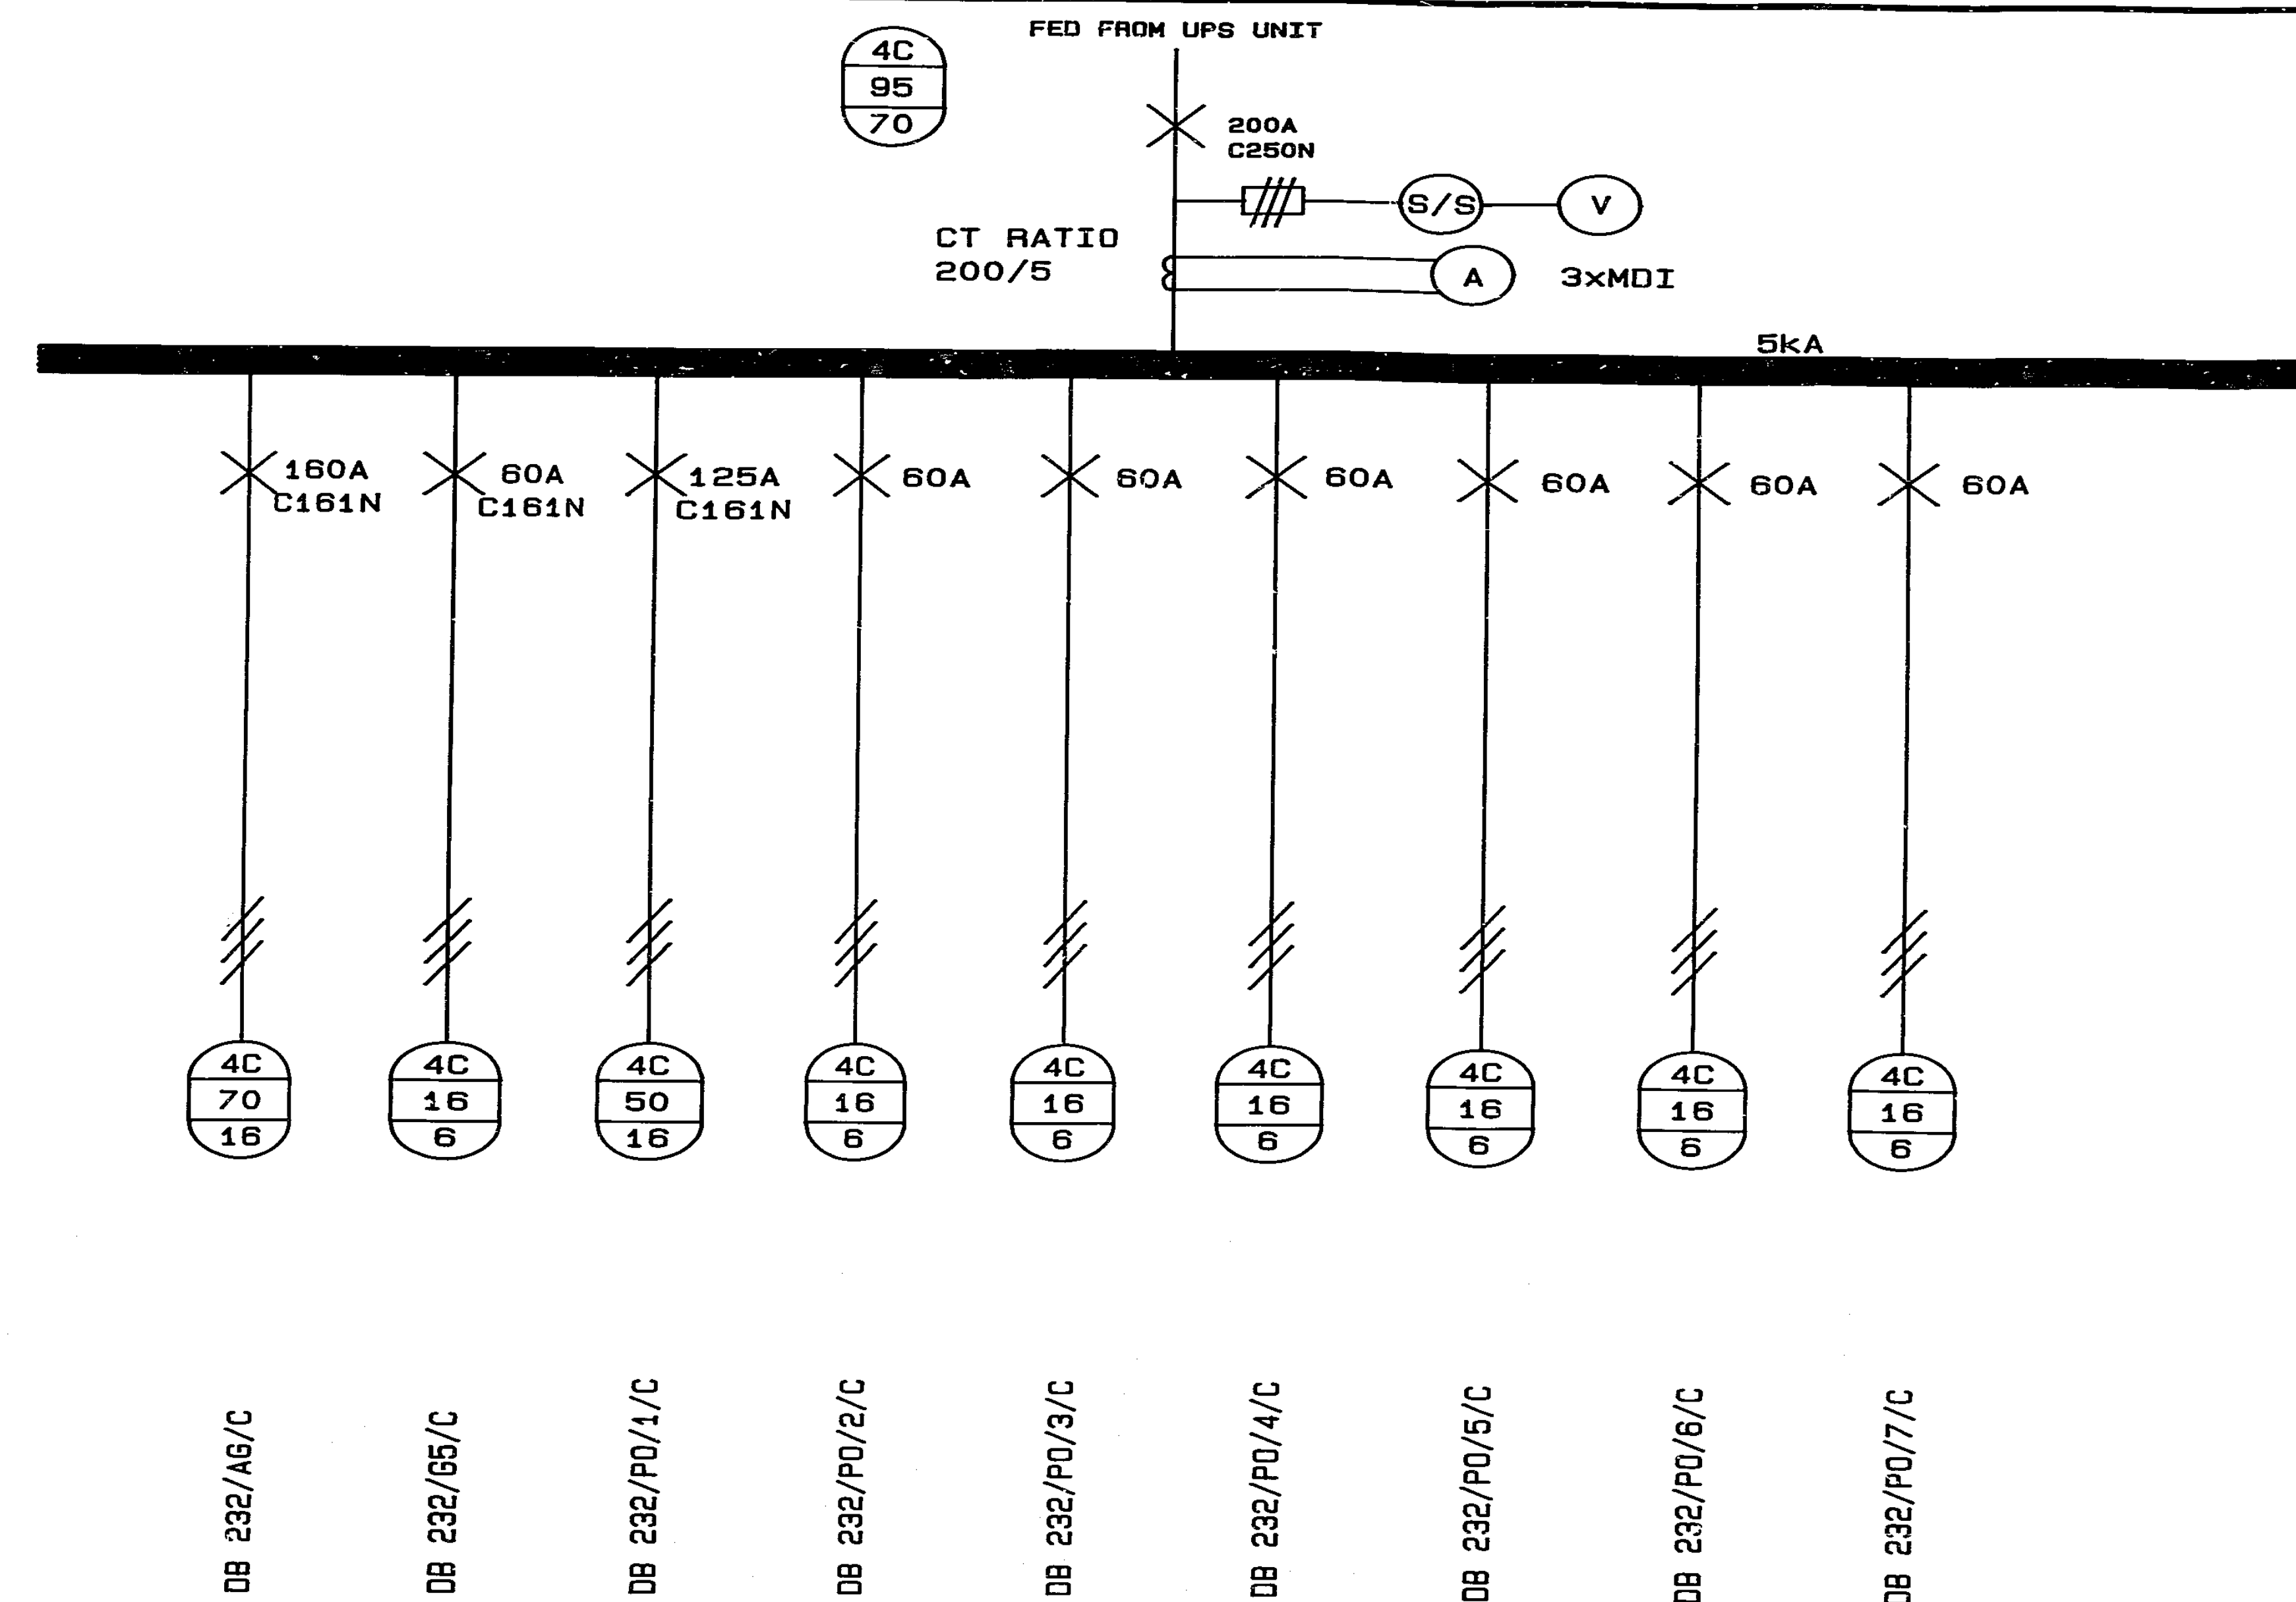 FED FROM UPS UNIT
4C
95
70
200A
C250N
S/S
V
CT RATIO
200/5
A
3xMDI
5kA
160A
C161N
60A
C161N
125A
C161N
60A
60A
60A
60A
60A
60A
4C
70
16
4C
16
6
4C
50
16
4C
16
6
4C
16
6
4C
16
6
4C
16
6
4C
16
6
4C
16
6
DB 232/AG/C
DB 232/G5/C
DB 232/PO/1/C
DB 232/PO/2/C
DB 232/PO/3/C
DB 232/PO/4/C
DB 232/PO/5/C
DB 232/PO/6/C
DB 232/PO/7/C